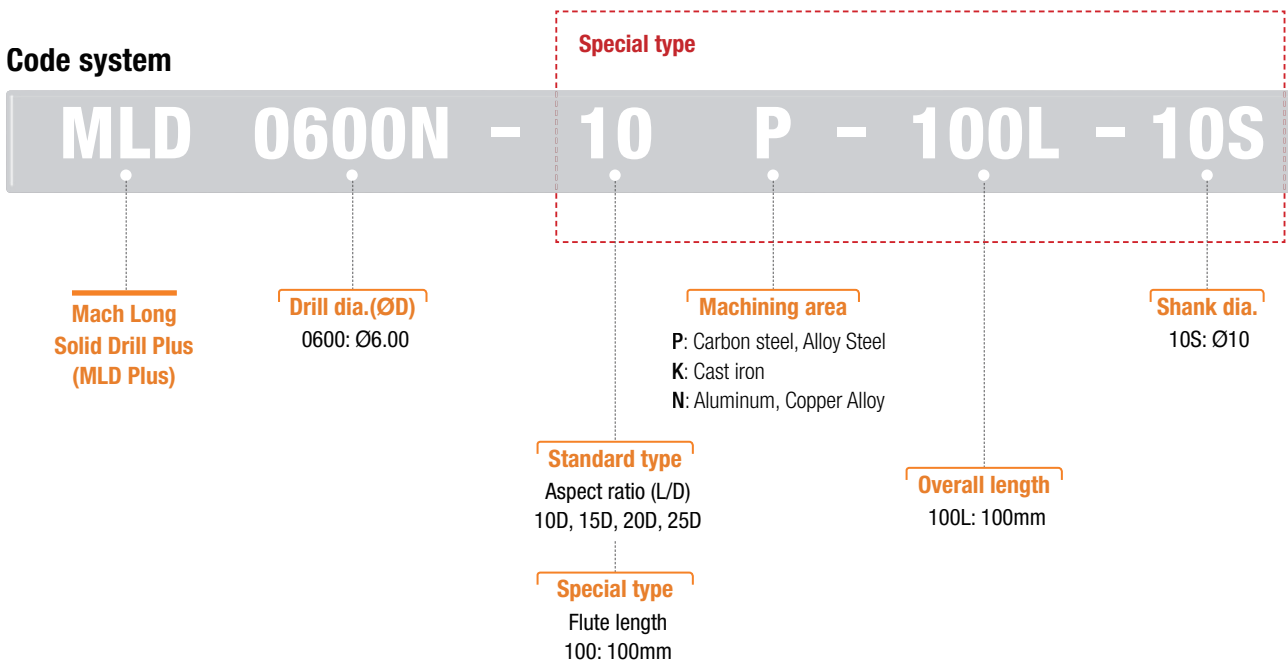 Special type
Code system
MLD 0600N - 10 P - 100L - 10S
Mach Long
Solid Drill Plus
(MLD Plus)
Drill dia.(ØD)
0600: Ø6.00
Machining area
P: Carbon steel, Alloy Steel
K: Cast iron
N: Aluminum, Copper Alloy
Shank dia.
10S: Ø10
Standard type
Aspect ratio (L/D)
10D, 15D, 20D, 25D
Overall length
100L: 100mm
Special type
Flute length
100: 100mm